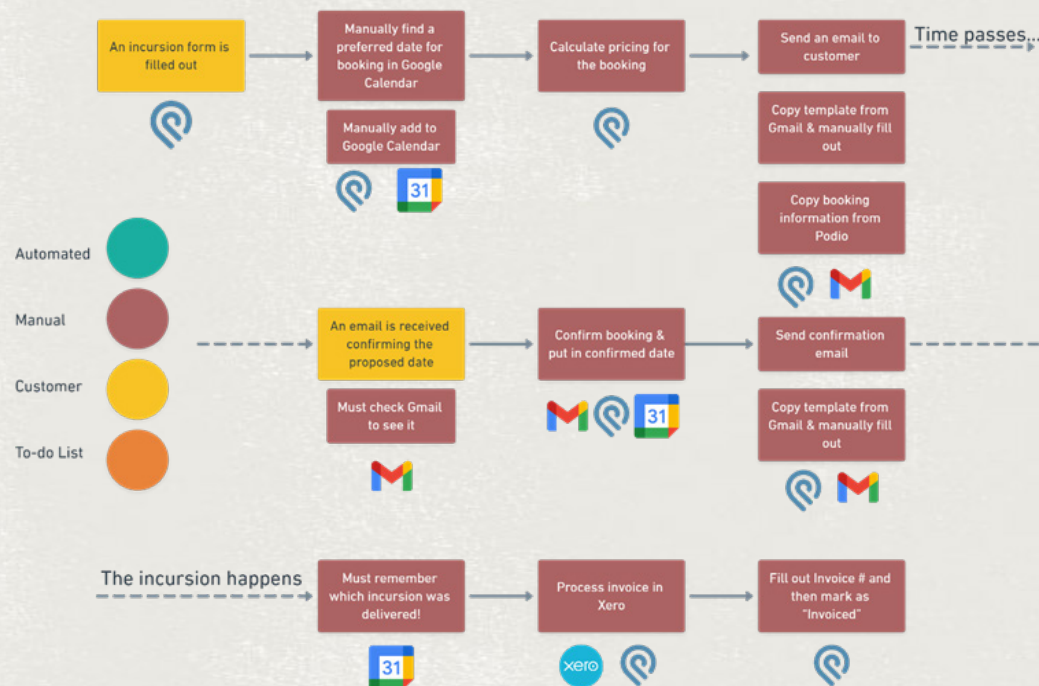 An incursion form is
filled out
Manually find a
preferred date for
booking in Google
Calendar
Manually add to
Google Calendar
31
Calculate pricing for
the booking
Send an email to
customer
Time passes...
Copy template from
Gmail & manually fill
out
Copy booking
information from
Podio
Automated
Manual
Customer
To-do List
An email is received
confirming the
proposed date
Must check Gmail
to see it
Confirm booking &
put in confirmed date
31
Send confirmation
email
Copy template from
Gmail & manually fill
out
The incursion happens
Must remember
which incursion was
delivered!
31
Process invoice in
Xero
xero
Fill out Invoice # and
then mark as
"Invoiced"